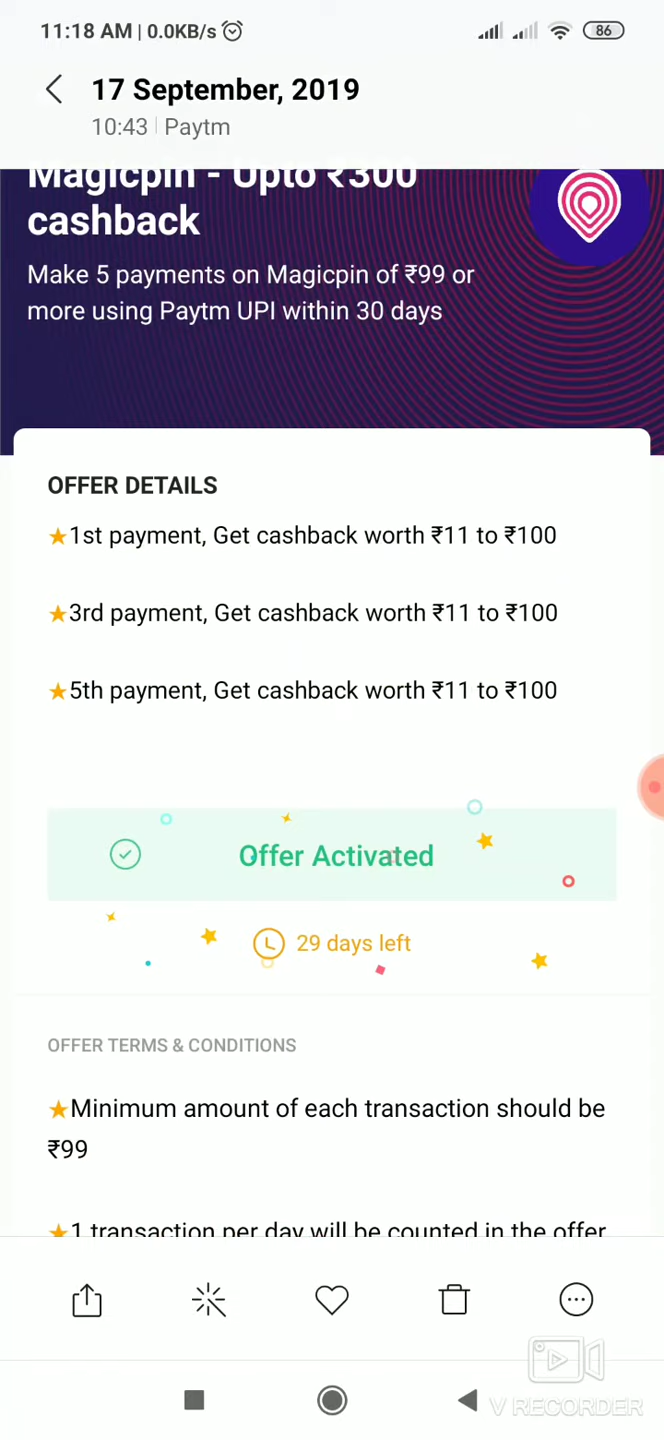 11:18 AM | 0.0KB/s
86
17 September, 2019
10:43 | Paytm
Magicpin - Upto ₹300
cashback
Make 5 payments on Magicpin of ₹99 or
more using Paytm UPI within 30 days
OFFER DETAILS
★1st payment, Get cashback worth ₹11 to ₹100
★3rd payment, Get cashback worth ₹11 to ₹100
★5th payment, Get cashback worth ₹11 to ₹100
Offer Activated
29 days left
OFFER TERMS & CONDITIONS
★Minimum amount of each transaction should be
₹99
★1 transaction per day will be counted in the offer
V RECORDER